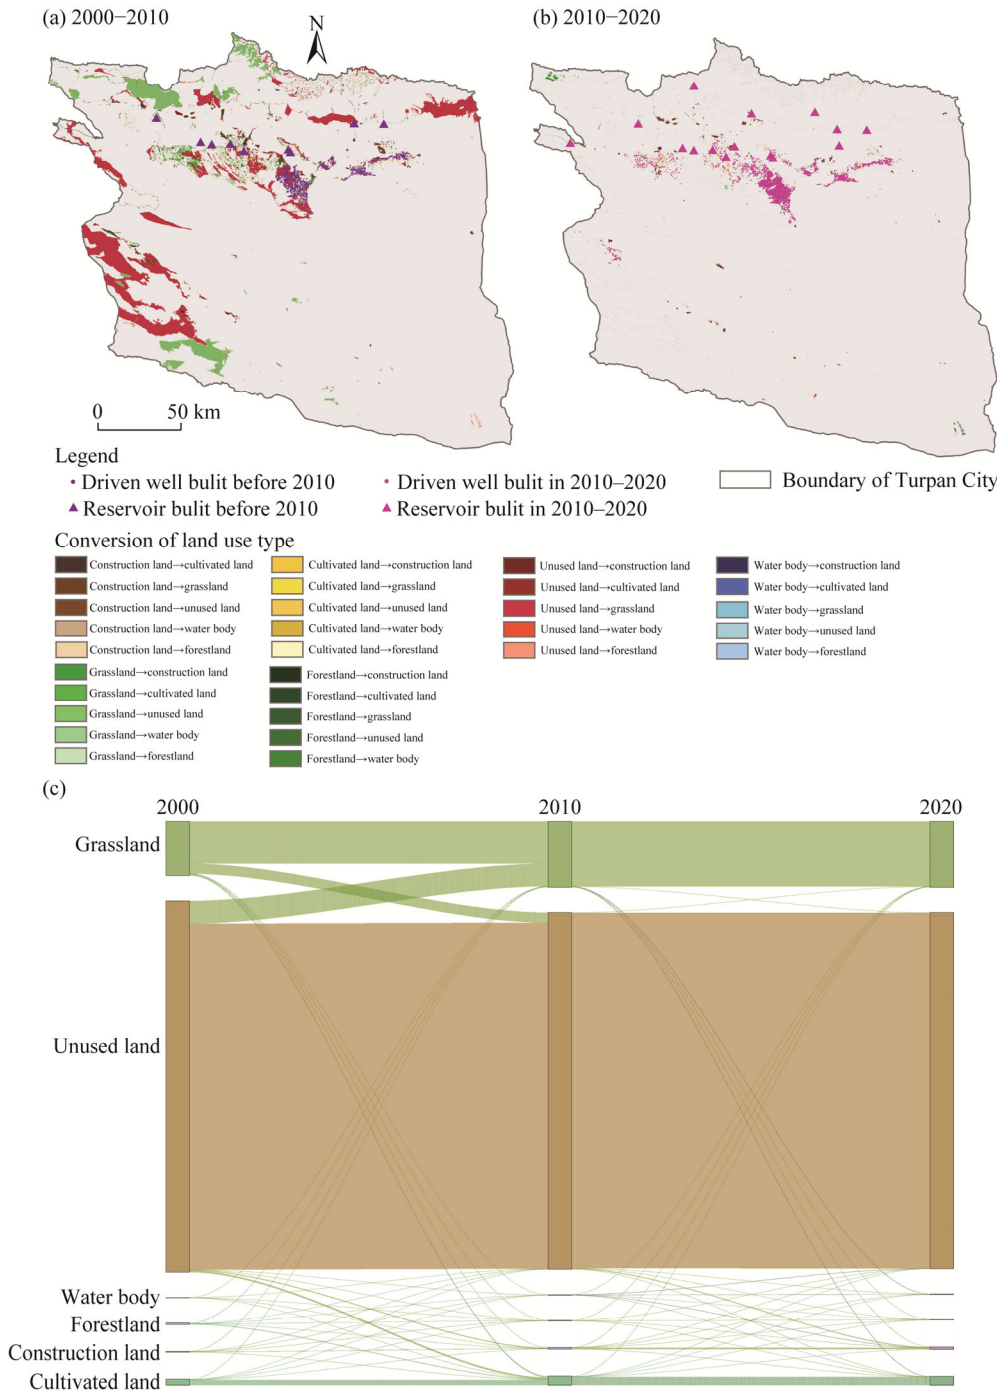 (a) 2000−2010
N
(b) 2010−2020
0 50 km
Legend
Driven well bulit before 2010
Driven well bulit in 2010–2020
Boundary of Turpan City
Reservoir bulit before 2010
Reservoir bulit in 2010–2020
Conversion of land use type
Construction land→cultivated land
Construction land→grassland
Construction land→unused land
Construction land→water body
Construction land→forestland
Grassland→construction land
Grassland→cultivated land
Grassland→unused land
Grassland→water body
Grassland→forestland
Cultivated land→construction land
Cultivated land→grassland
Cultivated land→unused land
Cultivated land→water body
Cultivated land→forestland
Forestland→construction land
Forestland→cultivated land
Forestland→grassland
Forestland→unused land
Forestland→water body
Unused land→construction land
Unused land→cultivated land
Unused land→grassland
Unused land→water body
Unused land→forestland
Water body→construction land
Water body→cultivated land
Water body→grassland
Water body→unused land
Water body→forestland
(c)
2000 2010 2020
Grassland
Unused land
Water body
Forestland
Construction land
Cultivated land